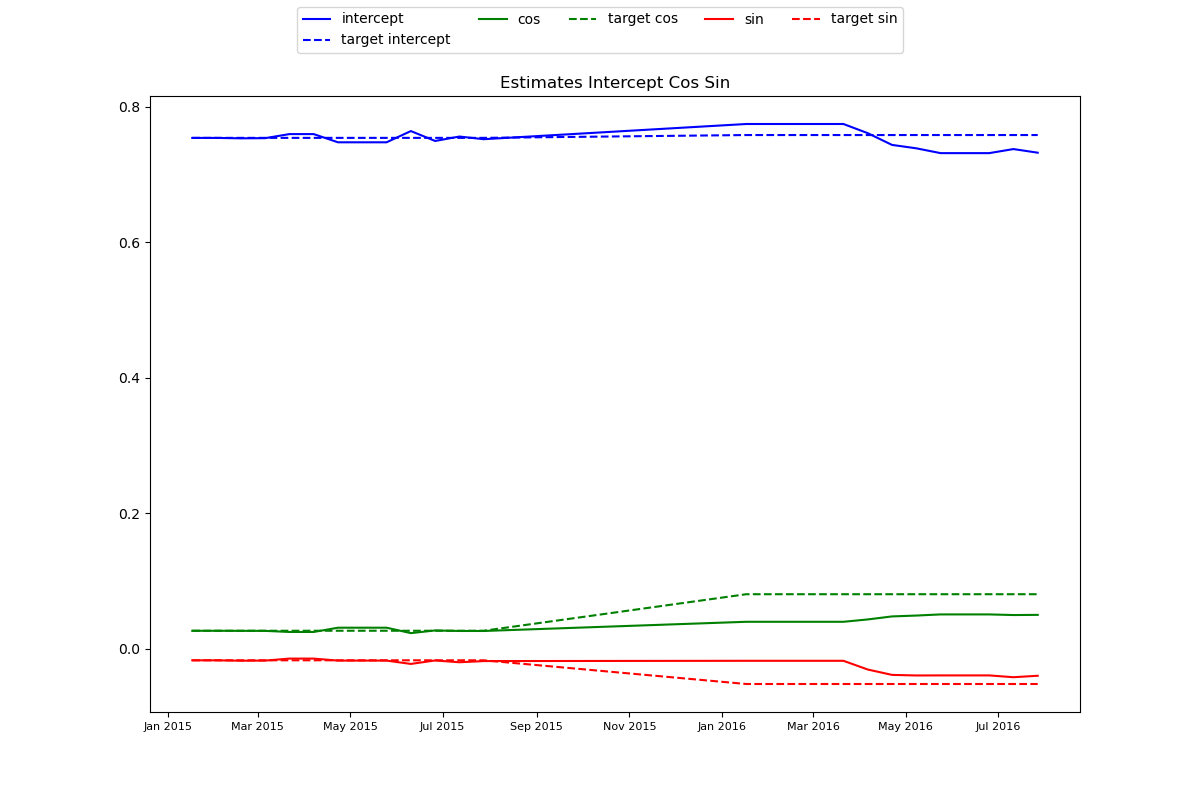 intercept cos target cos sin target sin
target intercept
Estimates Intercept Cos Sin
0.8
0.6
0.4
0.2
0.0
Jan 2015 Mar 2015 May 2015 Jul 2015 Sep 2015 Nov 2015 Jan 2016 Mar 2016 May 2016 Jul 2016